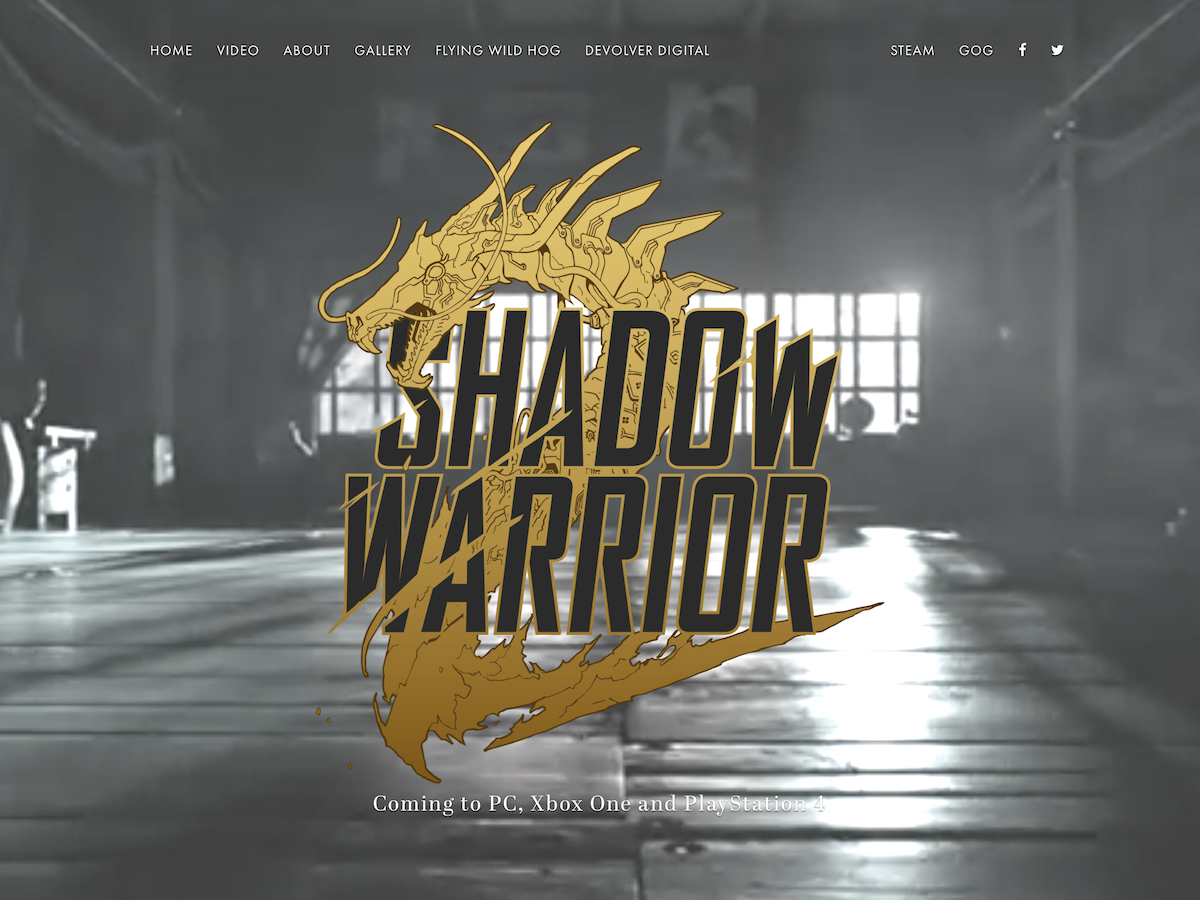 HOME VIDEO ABOUT GALLERY FLYING WILD HOG DEVOLVER DIGITAL STEAM GOG
SHADOW
WARRIOR
Coming to PC, Xbox One and PlayStation 4